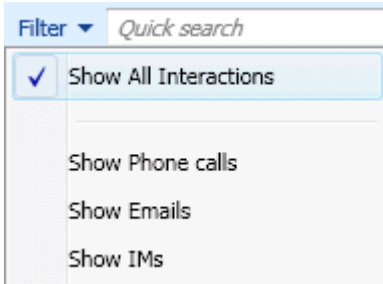 Filter Quick search
Show All Interactions
Show Phone calls
Show Emails
Show IMs